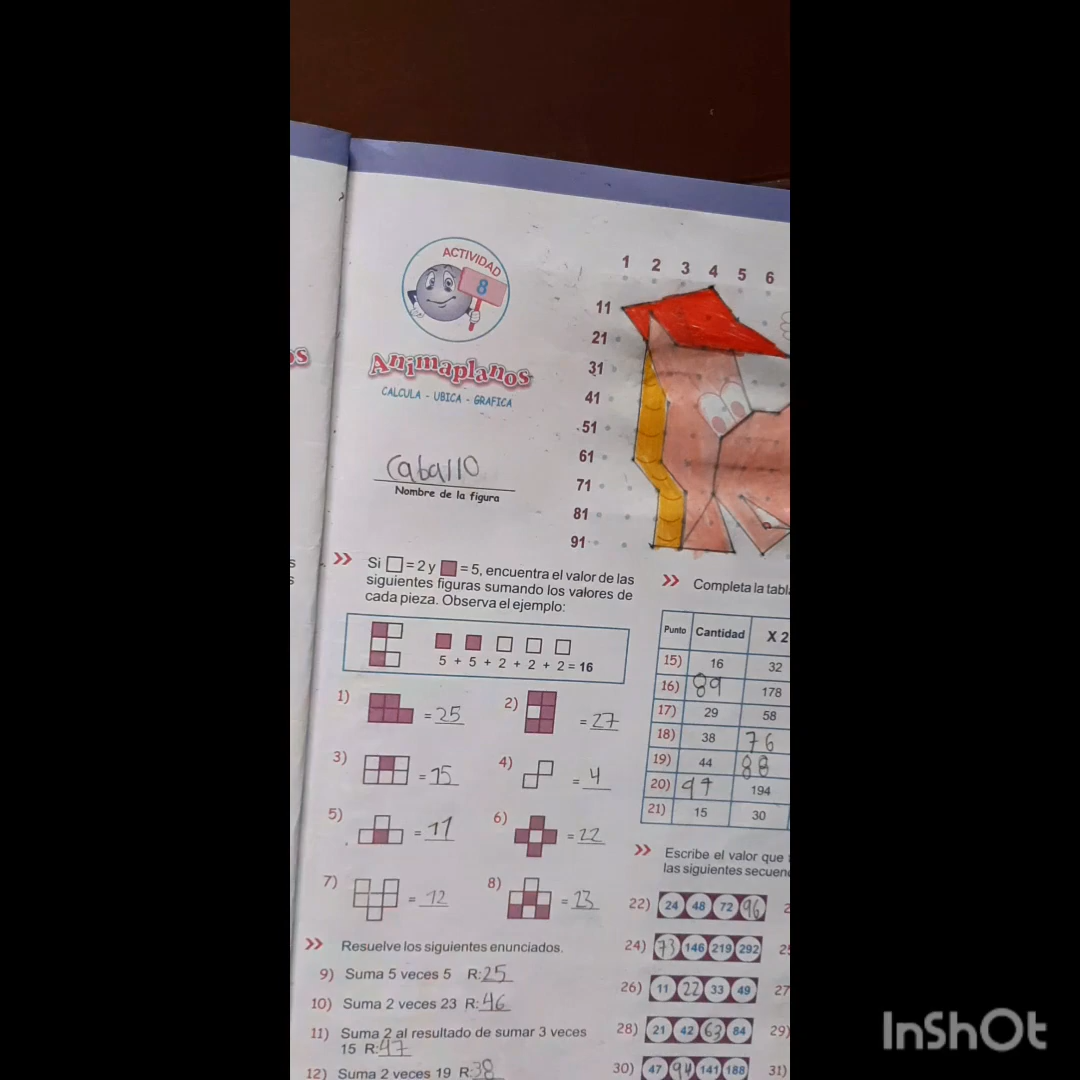 ACTIVIDAD
8
Animaplanos
CALCULA - UBICA - GRAFICA
Caballo
Nombre de la figura
1 2 3 4 5 6
11
21
31
41
51
61
71
81
91
Si = 2 y = 5, encuentra el valor de las
siguientes figuras sumando los valores de
cada pieza. Observa el ejemplo:
5 + 5 + 2 + 2 + 2 = 16
1) = 25
2) = 27
3) = 15
4) = 4
5) = 11
6) = 22
7) = 12
8) = 23
Resuelve los siguientes enunciados.
9) Suma 5 veces 5 R: 25
10) Suma 2 veces 23 R: 46
11) Suma 2 al resultado de sumar 3 veces
15 R: 47
12) Suma 2 veces 19 R: 38
Completa la tabl
Punto Cantidad X 2
15) 16 32
16) 89 178
17) 29 58
18) 38 76
19) 44 88
20) 97 194
21) 15 30
Escribe el valor que
las siguientes secuen
22) 24 48 72 96
24) 73 146 219 292
26) 11 22 33 49
27
28) 21 42 63 84
29)
30) 47 94 141 188
31)
InShOt